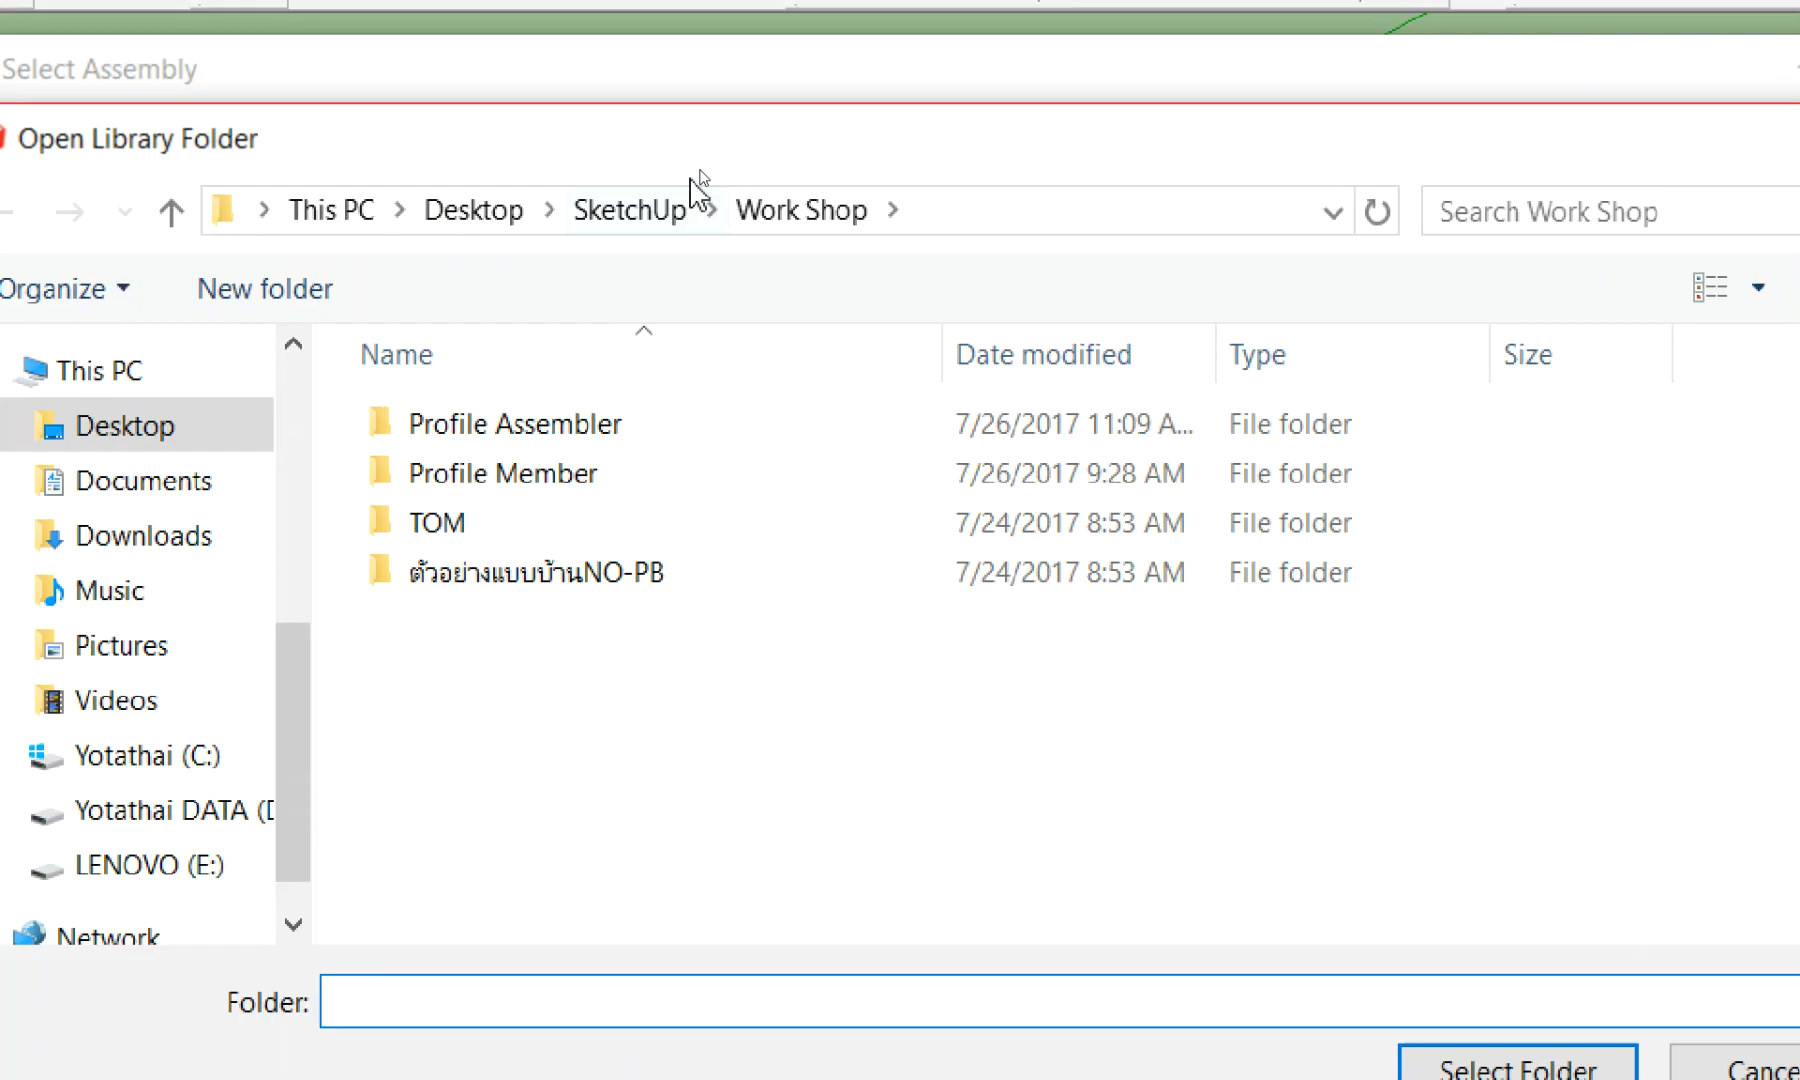 Select Assembly
Open Library Folder
This PC > Desktop > SketchUp > Work Shop >
Search Work Shop
Organize
New folder
Name
Date modified
Type
Size
This PC
Desktop
Documents
Downloads
Music
Pictures
Videos
Yotathai (C:)
Yotathai DATA (D
LENOVO (E:)
Network
Profile Assembler 7/26/2017 11:09 A... File folder
Profile Member 7/26/2017 9:28 AM File folder
TOM 7/24/2017 8:53 AM File folder
ตัวอย่างแบบบ้านNO-PB 7/24/2017 8:53 AM File folder
Folder:
Select Folder
Cance